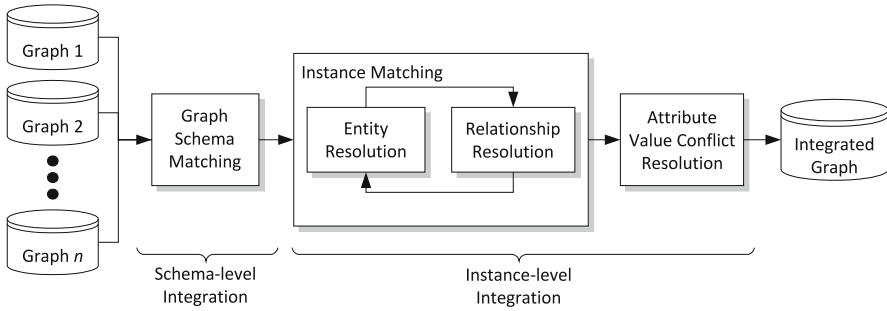 Graph 1
Graph 2
Graph n
Graph
Schema
Matching
Instance Matching
Entity
Resolution
Relationship
Resolution
Attribute
Value Conflict
Resolution
Integrated
Graph
Schema-level
Integration
Instance-level
Integration